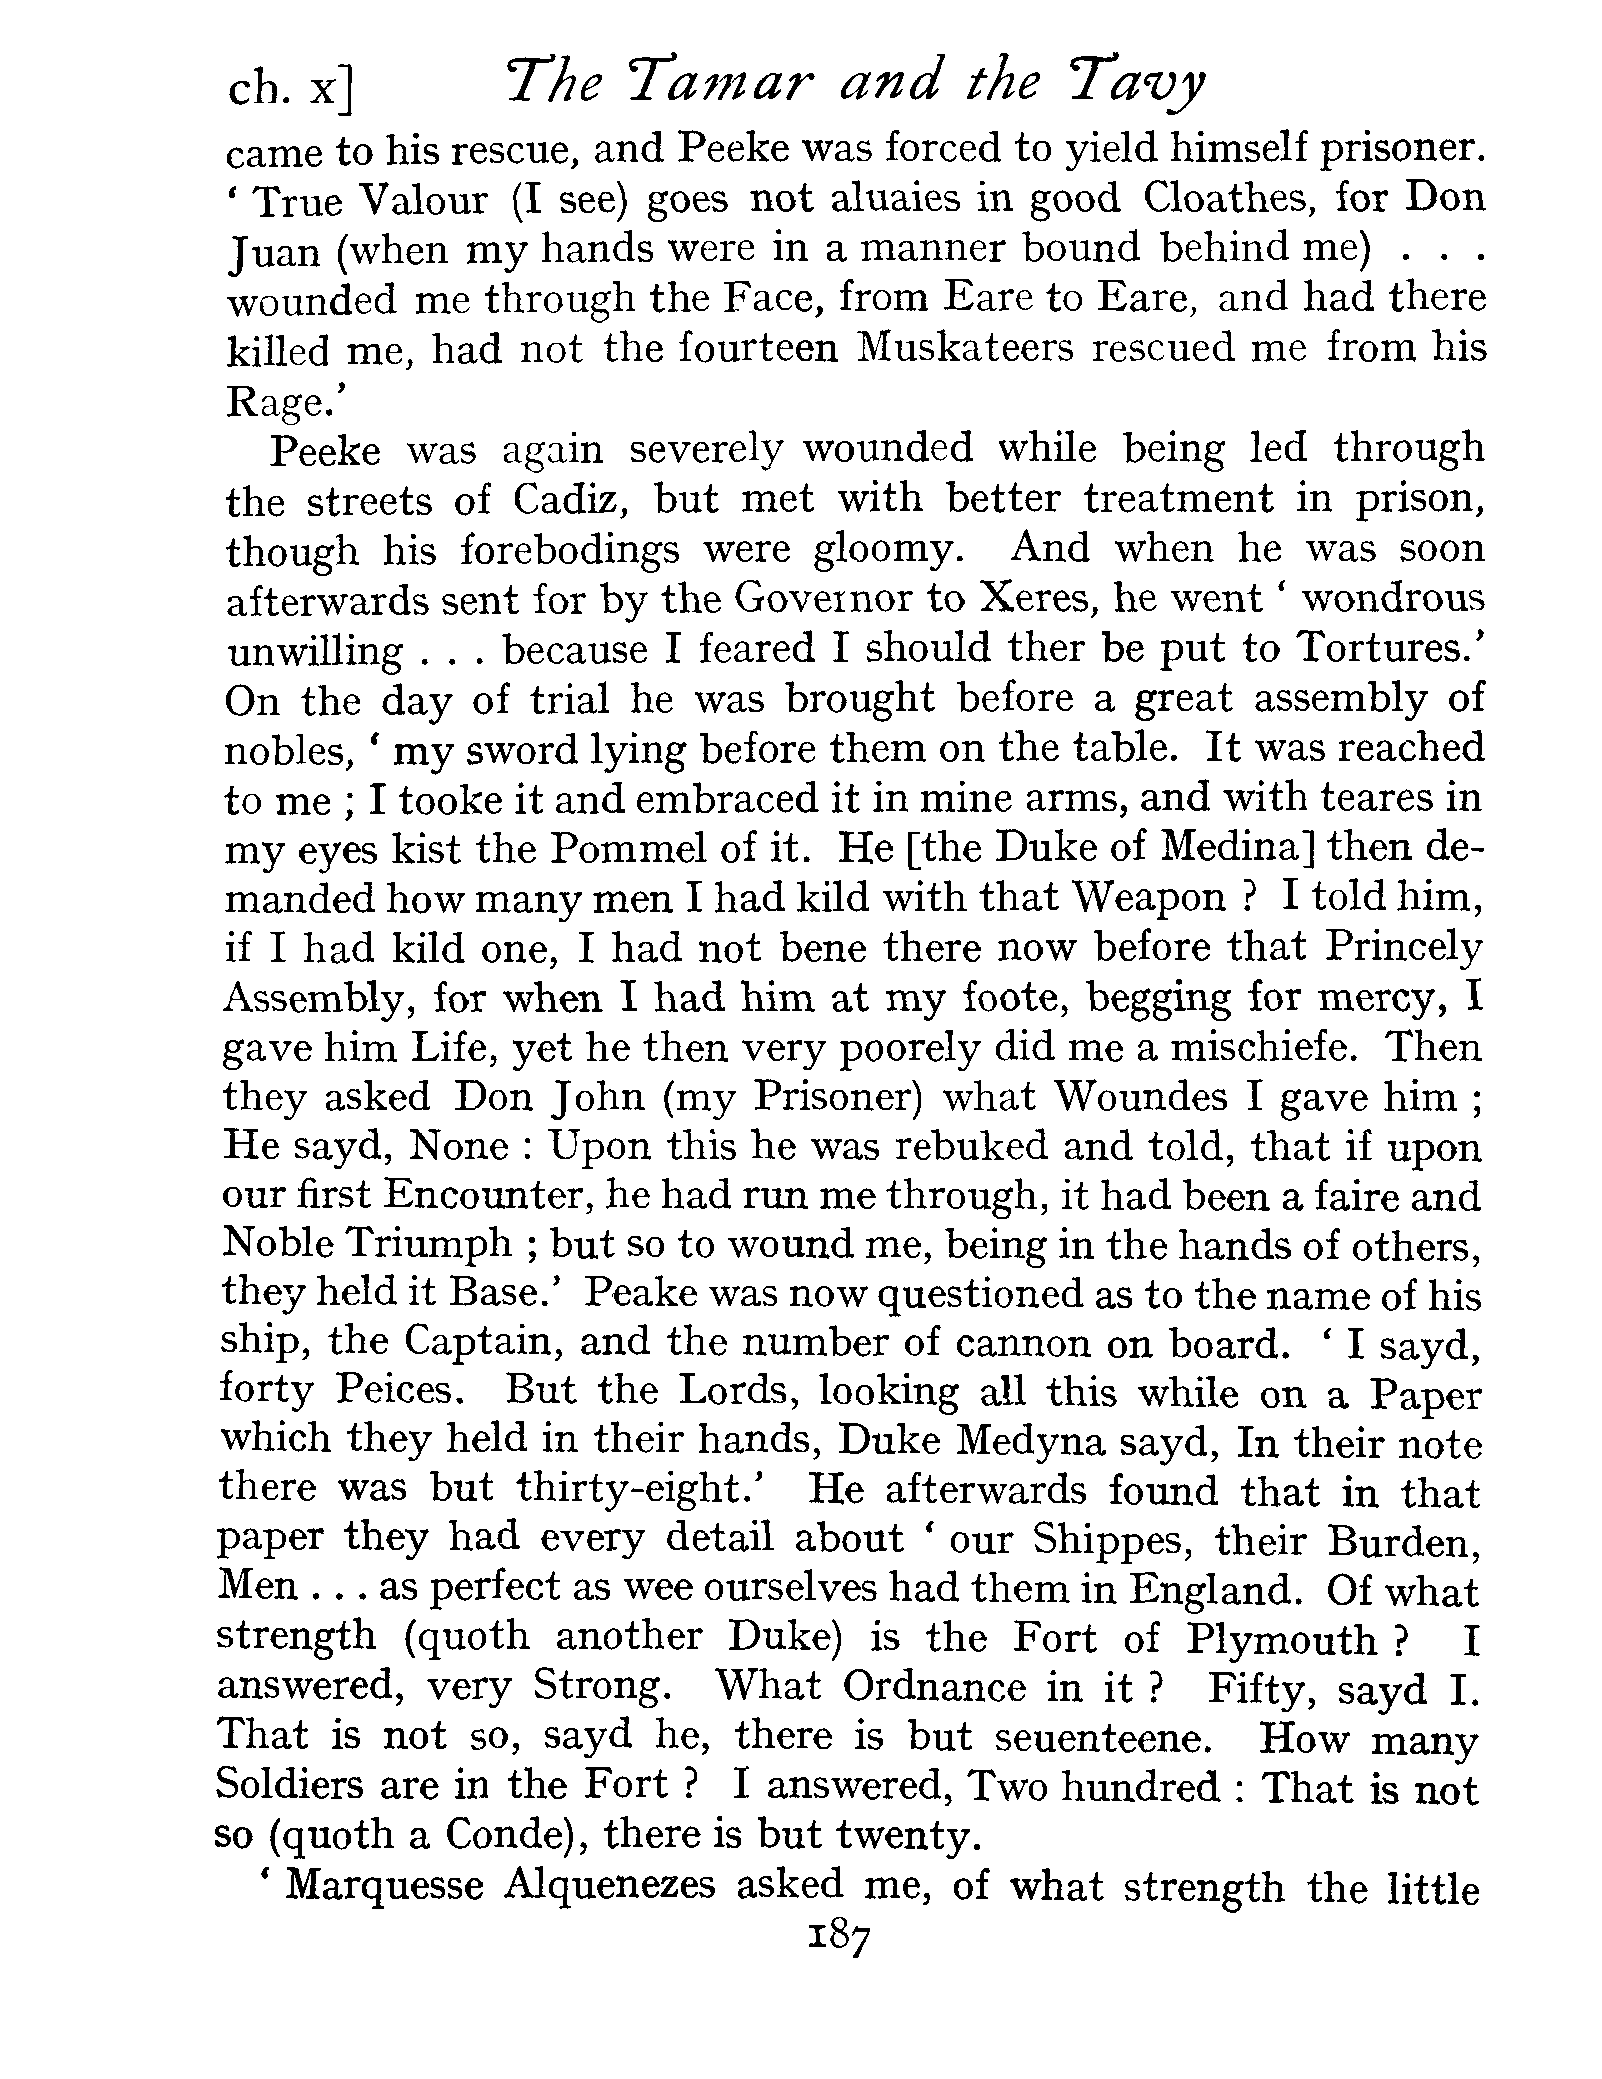 ch. x] The Tamar and the Tavy
came to his rescue, and Peeke was forced to yield himself prisoner.
‘ True Valour (I see) goes not aluaies in good Cloathes, for Don
Juan (when my hands were in a manner bound behind me) . . .
wounded me through the Face, from Eare to Eare, and had there
killed me, had not the fourteen Muskateers rescued me from his
Rage.’
Peeke was again severely wounded while being led through
the streets of Cadiz, but met with better treatment in prison,
though his forebodings were gloomy. And when he was soon
afterwards sent for by the Governor to Xeres, he went ‘ wondrous
unwilling . . . because I feared I should ther be put to Tortures.’
On the day of trial he was brought before a great assembly of
nobles, ‘ my sword lying before them on the table. It was reached
to me ; I tooke it and embraced it in mine arms, and with teares in
my eyes kist the Pommel of it. He [the Duke of Medina] then de-
manded how many men I had kild with that Weapon ? I told him,
if I had kild one, I had not bene there now before that Princely
Assembly, for when I had him at my foote, begging for mercy, I
gave him Life, yet he then very poorely did me a mischiefe. Then
they asked Don John (my Prisoner) what Woundes I gave him ;
He sayd, None : Upon this he was rebuked and told, that if upon
our first Encounter, he had run me through, it had been a faire and
Noble Triumph ; but so to wound me, being in the hands of others,
they held it Base.’ Peake was now questioned as to the name of his
ship, the Captain, and the number of cannon on board. ‘ I sayd,
forty Peices. But the Lords, looking all this while on a Paper
which they held in their hands, Duke Medyna sayd, In their note
there was but thirty-eight.’ He afterwards found that in that
paper they had every detail about ‘ our Shippes, their Burden,
Men . . . as perfect as wee ourselves had them in England. Of what
strength (quoth another Duke) is the Fort of Plymouth ? I
answered, very Strong. What Ordnance in it ? Fifty, sayd I.
That is not so, sayd he, there is but seuenteene. How many
Soldiers are in the Fort ? I answered, Two hundred : That is not
so (quoth a Conde), there is but twenty.
‘ Marquesse Alquenezes asked me, of what strength the little
187